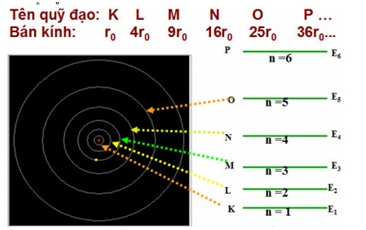 Tên quỹ đạo: K L M N O P ...
Bán kính: r₀ 4r₀ 9r₀ 16r₀ 25r₀ 36r₀...
P n =6 E₆
O n =5 E₅
N n =4 E₄
M n =3 E₃
L n =2 E₂
K n = 1 E₁